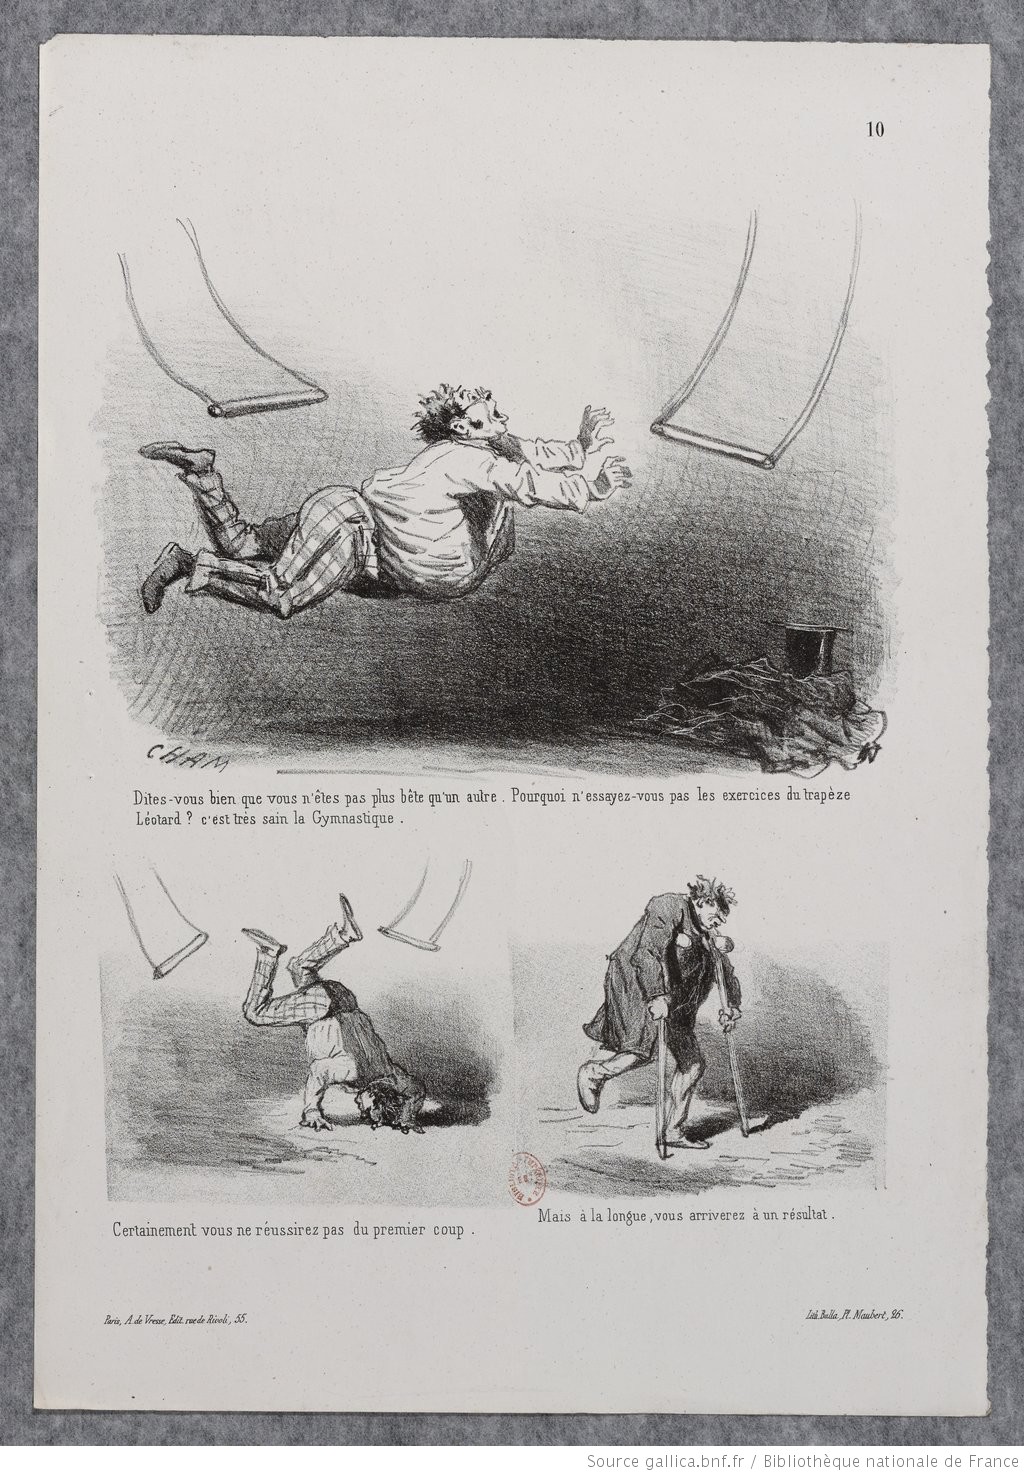 10
CHAM
Dites-vous bien que vous n'êtes pas plus bête qu'un autre. Pourquoi n'essayez-vous pas les exercices du trapèze
Léotard ? c'est très sain la Gymnastique.
Certainement vous ne réussirez pas du premier coup.
Mais à la longue, vous arriverez à un résultat.
Paris, A. de Vresse, Edit. rue de Rivoli, 55.
Lith. Bulla, Pl. Maubert, 26.
Source gallica.bnf.fr / Bibliothèque nationale de France